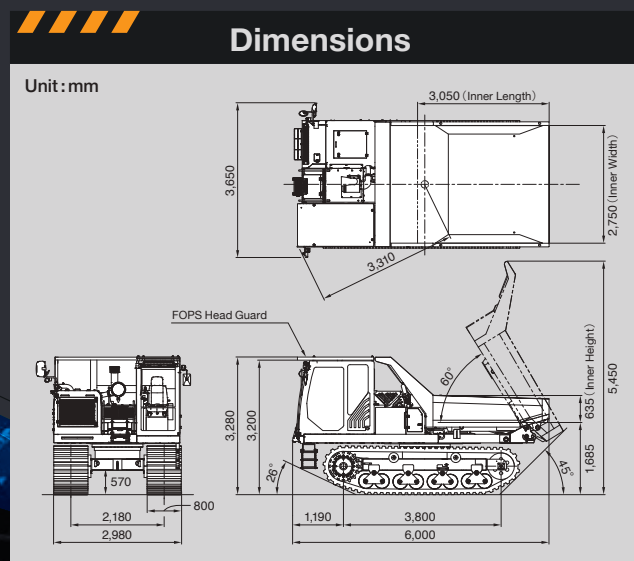 Dimensions
Unit : mm
3,050 (Inner Length)
3,650
2,750 (Inner Width)
3,310
FOPS Head Guard
60°
635 (Inner Height)
5,450
3,280
3,200
1,685
26°
45°
570
800
2,180
2,980
1,190
3,800
6,000